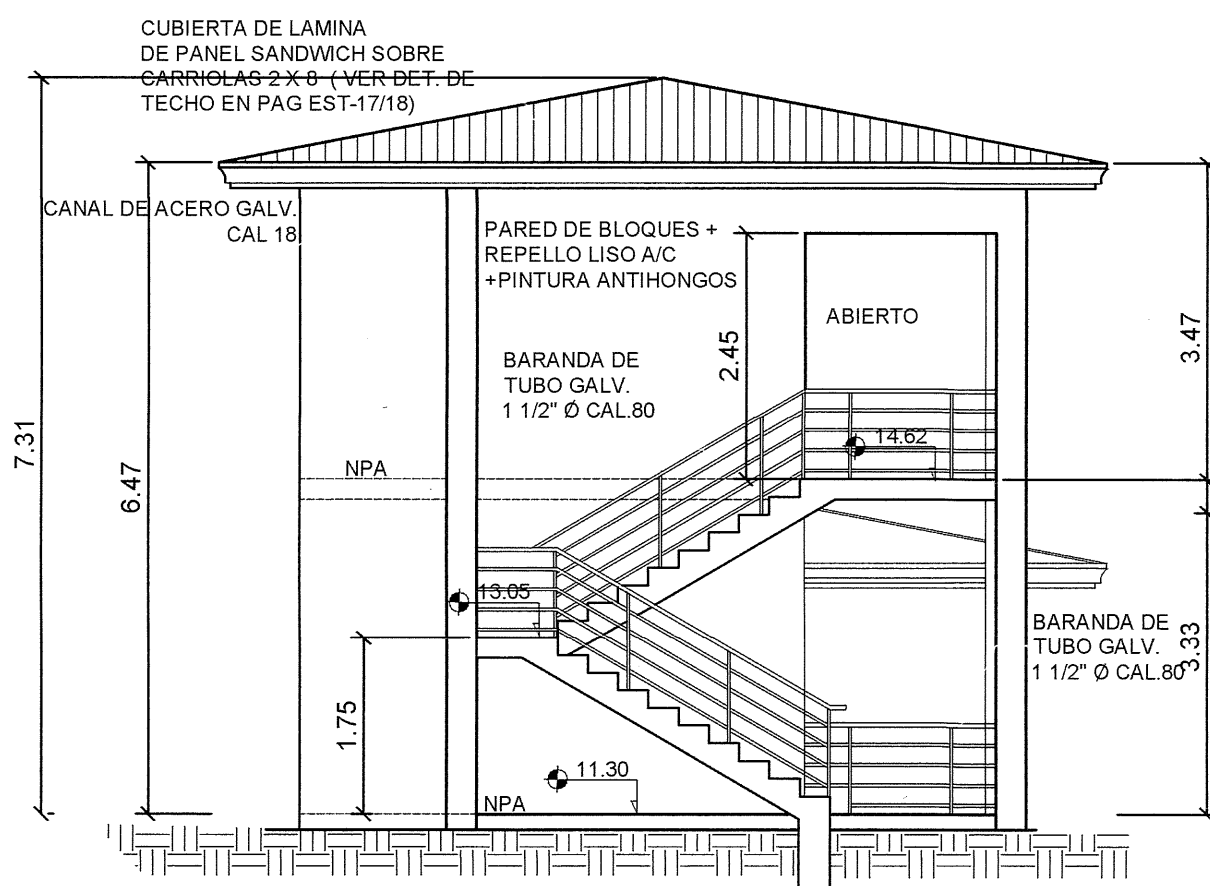 CUBIERTA DE LAMINA
DE PANEL SANDWICH SOBRE
CARRIOLAS 2 X 8 ( VER DET. DE
TECHO EN PAG EST-17/18)
CANAL DE ACERO GALV.
CAL 18
PARED DE BLOQUES +
REPELLO LISO A/C
+PINTURA ANTIHONGOS
ABIERTO
BARANDA DE
TUBO GALV.
1 1/2" Ø CAL.80
2.45
3.47
7.31
6.47
NPA
14.62
13.05
BARANDA DE
TUBO GALV.
1 1/2" Ø CAL.80
3.33
1.75
11.30
NPA